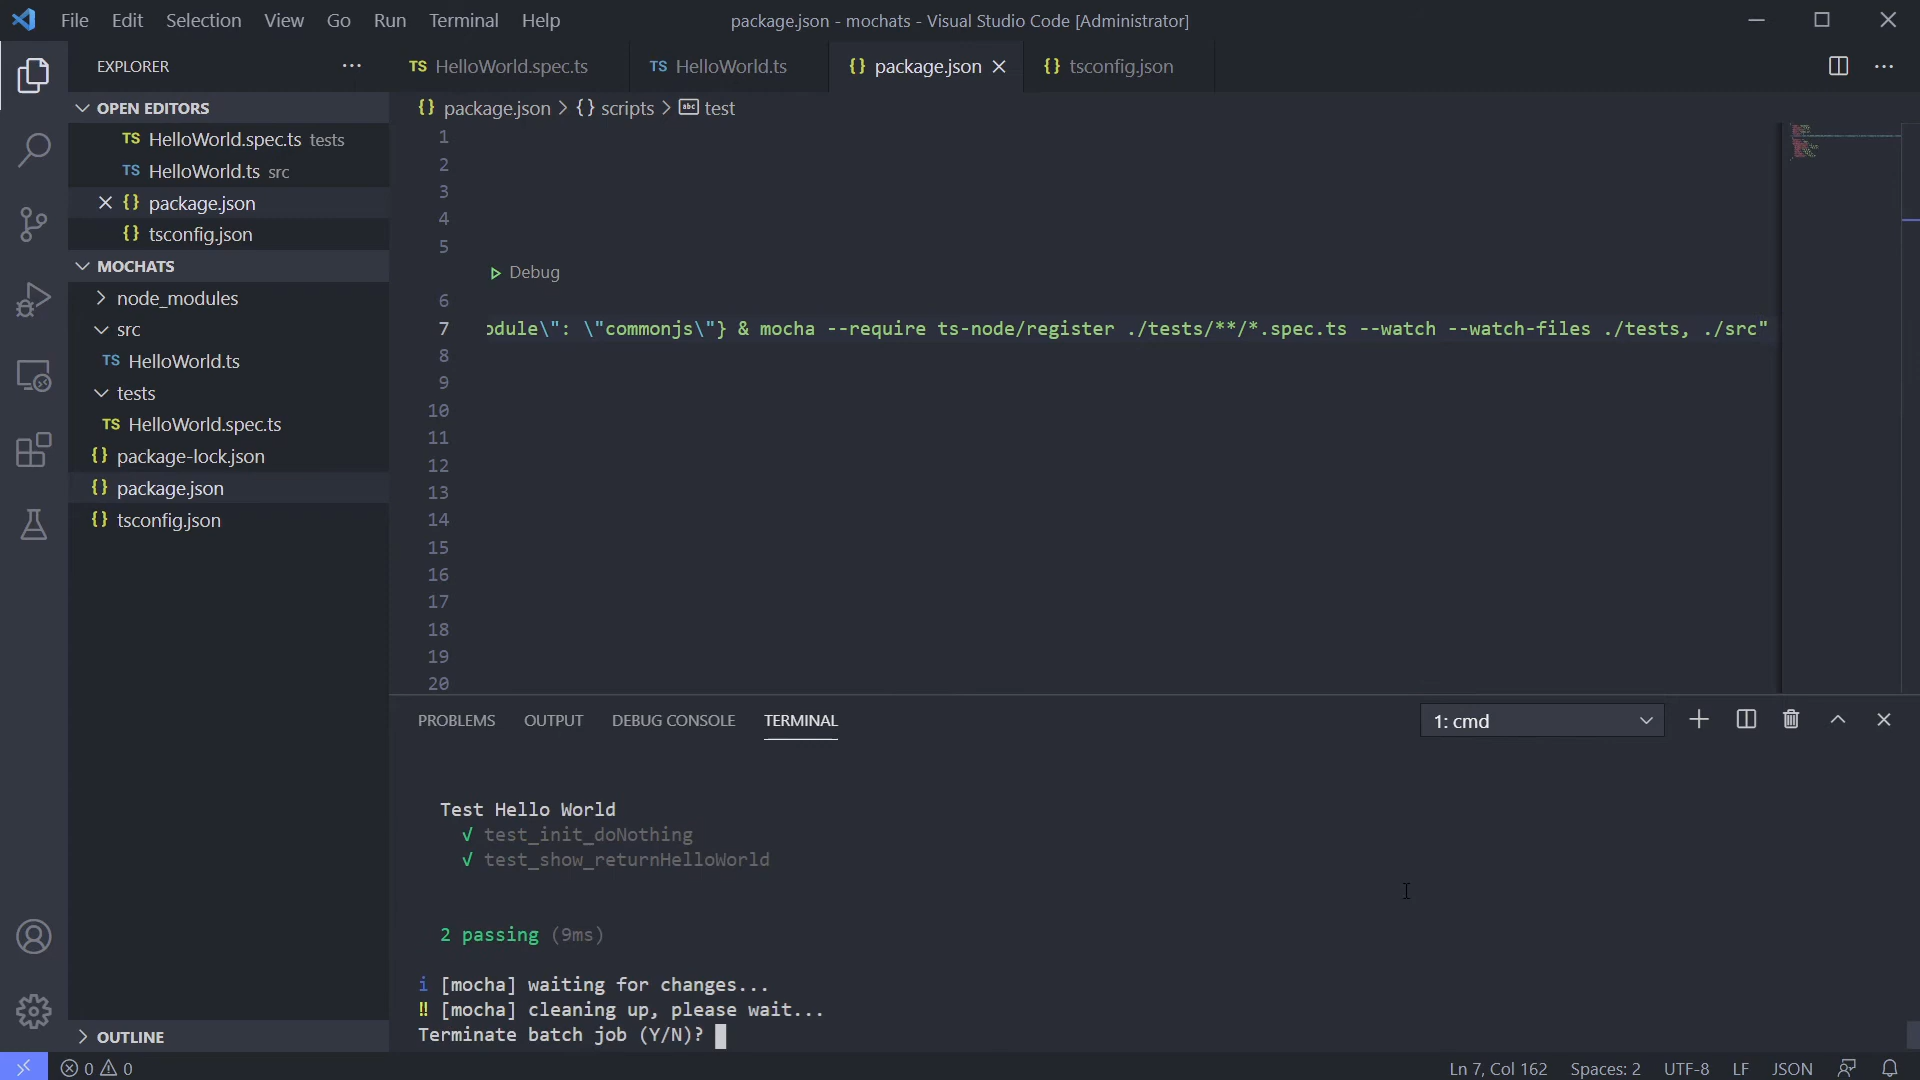 File Edit Selection View Go Run Terminal Help
package.json - mochats - Visual Studio Code [Administrator]
EXPLORER
OPEN EDITORS
TS HelloWorld.spec.ts tests
TS HelloWorld.ts src
{} package.json
{} tsconfig.json
MOCHATS
node_modules
src
TS HelloWorld.ts
tests
TS HelloWorld.spec.ts
{} package-lock.json
{} package.json
{} tsconfig.json
OUTLINE
TS HelloWorld.spec.ts TS HelloWorld.ts {} package.json {} tsconfig.json
{} package.json > {} scripts > abc test
1
2
3
4
5
Debug
6
7 odule\": \"commonjs\"} & mocha --require ts-node/register ./tests/**/*.spec.ts --watch --watch-files ./tests, ./src"
8
9
10
11
12
13
14
15
16
17
18
19
20
PROBLEMS OUTPUT DEBUG CONSOLE TERMINAL
1: cmd
Test Hello World
√ test_init_doNothing
√ test_show_returnHelloWorld
2 passing (9ms)
i [mocha] waiting for changes...
‼ [mocha] cleaning up, please wait...
Terminate batch job (Y/N)?
0 0 Ln 7, Col 162 Spaces: 2 UTF-8 LF JSON